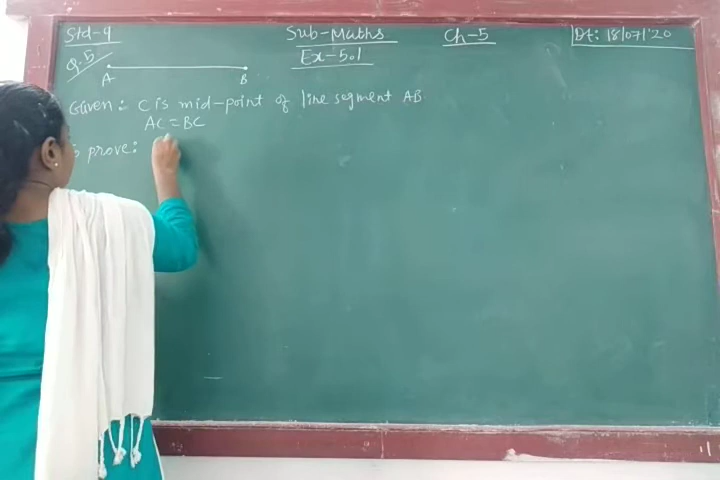 Std-9 Sub-Maths Ch-5 Dt: 18/07/'20
Ex-5.1
Q.5
A B
Given: C is mid-point of line segment AB.
AC = BC
prove: